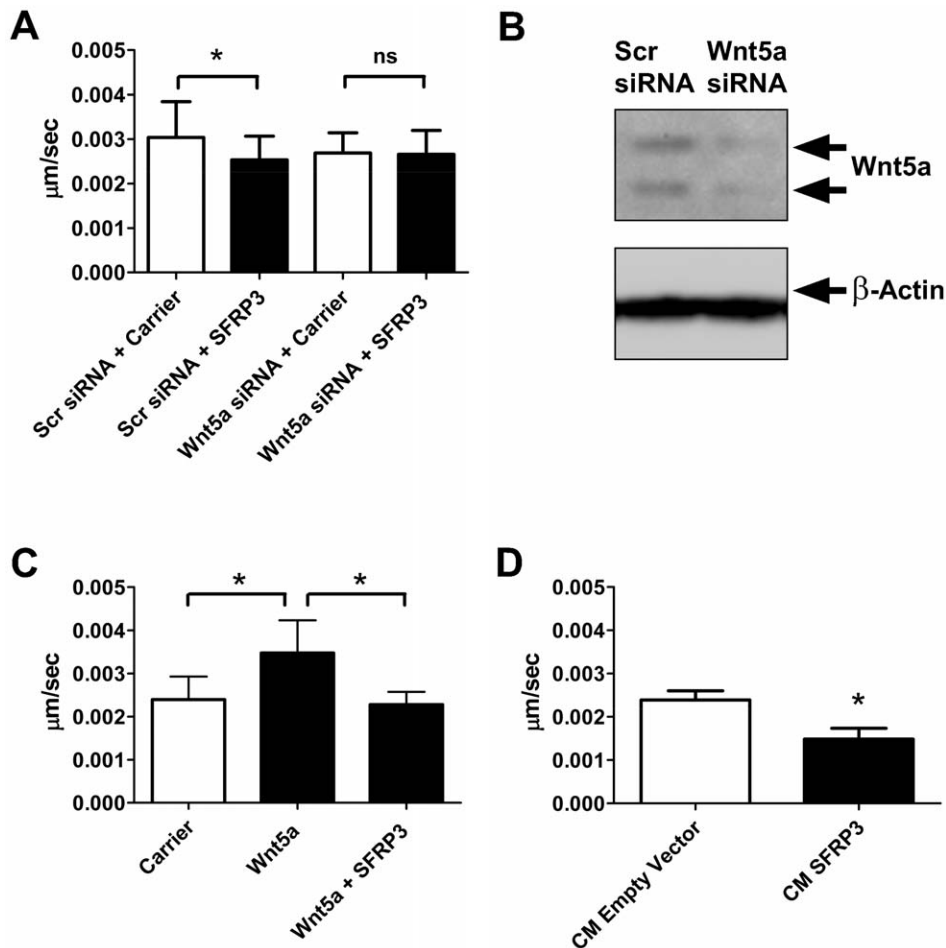 A
0.005
0.004
0.003
0.002
0.001
0.000
μm/sec
*
ns
Scr siRNA + Carrier
Scr siRNA + SFRP3
Wnt5a siRNA + Carrier
Wnt5a siRNA + SFRP3
B
Scr Wnt5a
siRNA siRNA
Wnt5a
β-Actin
C
0.005
0.004
0.003
0.002
0.001
0.000
μm/sec
* *
Carrier
Wnt5a
Wnt5a + SFRP3
D
0.005
0.004
0.003
0.002
0.001
0.000
μm/sec
*
CM Empty Vector
CM SFRP3